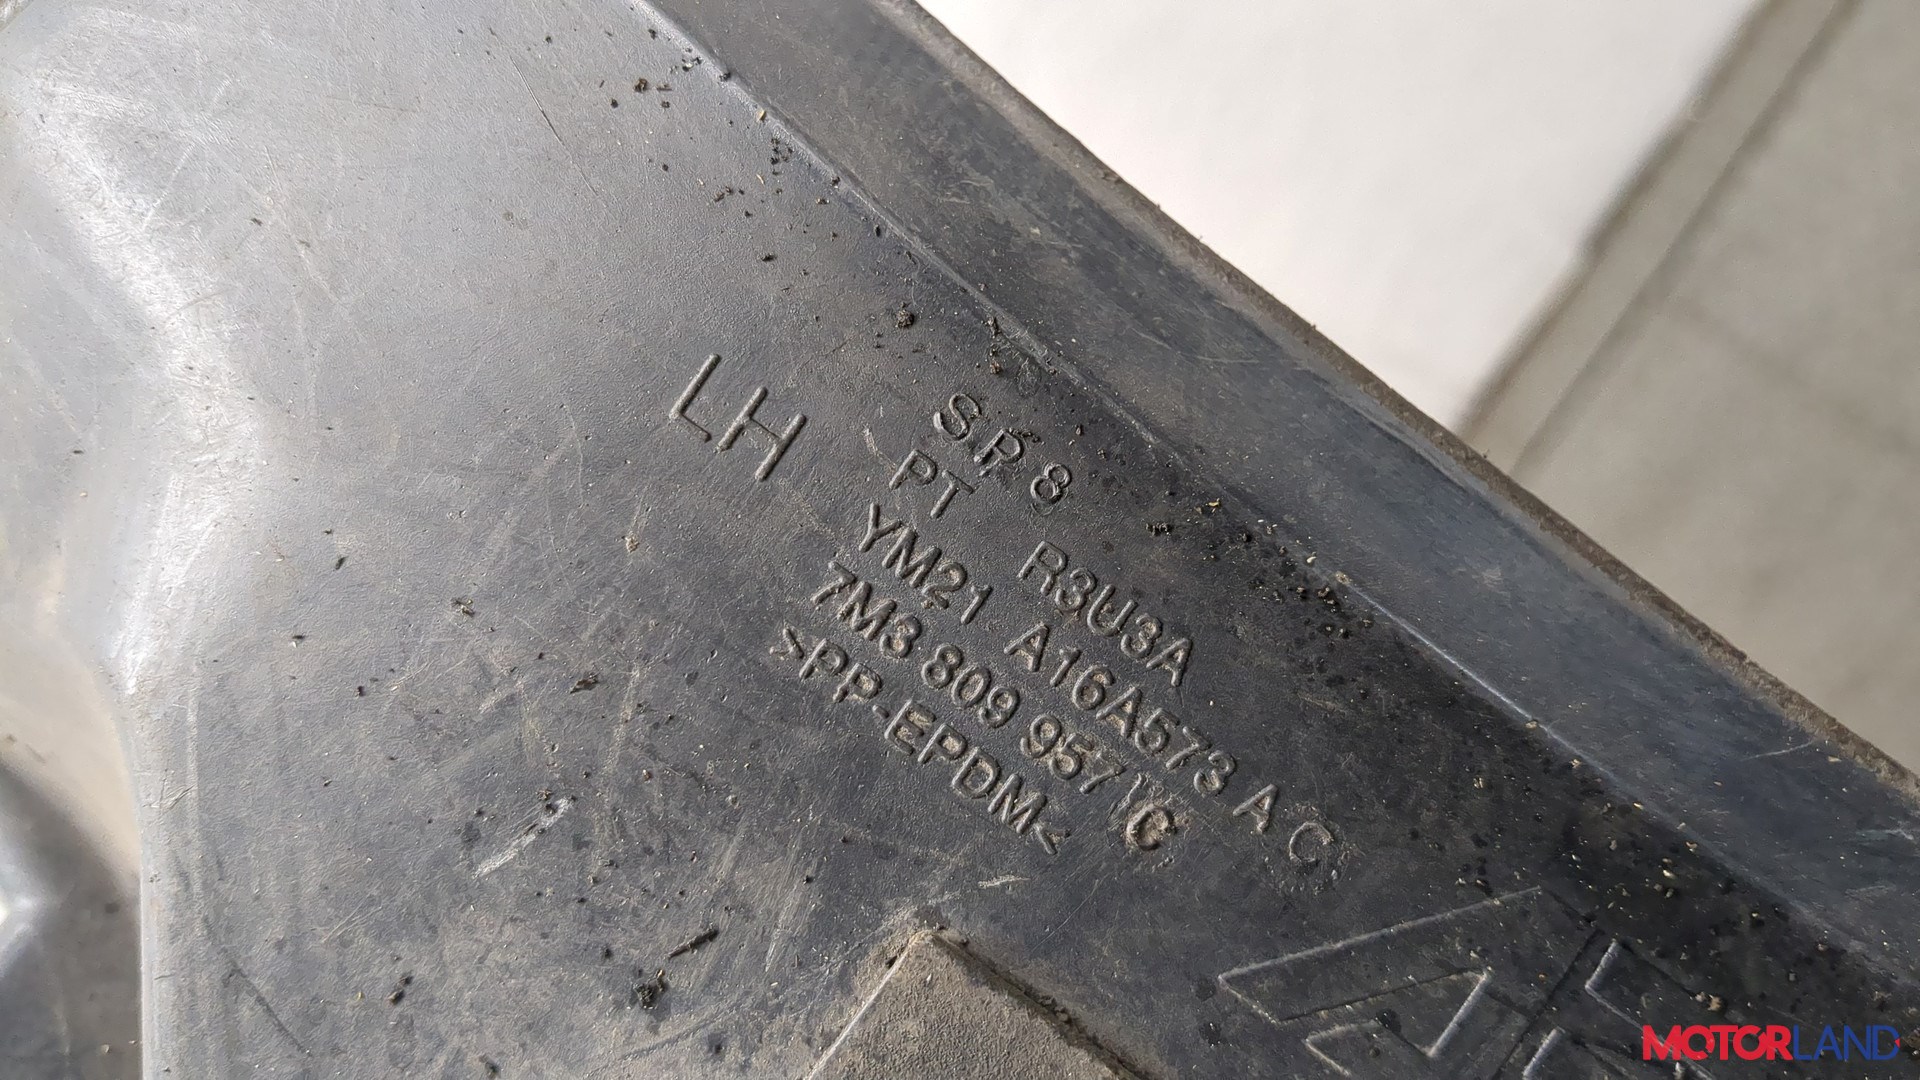 LH
SP8
PT R3U3A
YM21 A16A573 AC
7M3 809 957 C
>PP-EPDM<
MOTORLAND